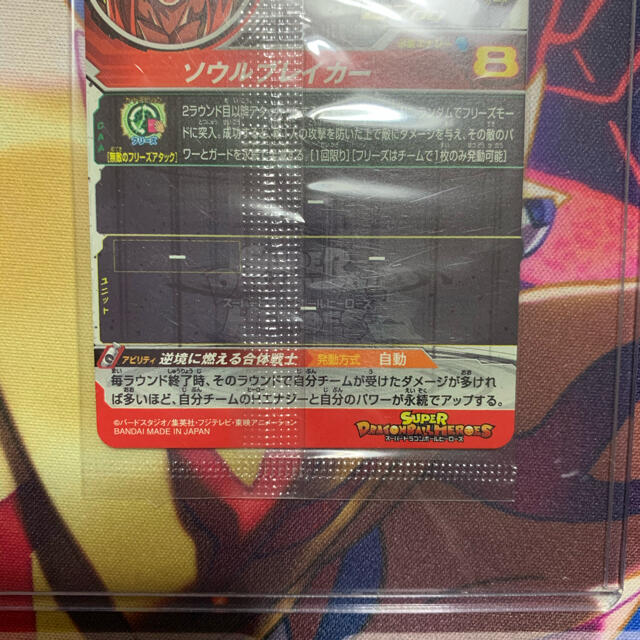 8
ソウルブレイカー
CAA
フリーズ
[無敵のフリーズアタック]
2ラウンド目以降アタ
ダムでフリーズモー
ドに突入。成功する
人の攻撃を防いだ上で敵にダメージを与え、その敵のパ
ワーとガードを
[1回限り][フリーズはチームで1枚のみ発動可能]
ユニット
アビリティ 逆境に燃える合体戦士 発動方式 自動
毎ラウンド終了時、そのラウンドで自分チームが受けたダメージが多けれ
ば多いほど、自分チームのヒーローエナジーと自分のパワーが永続でアップする。
©バードスタジオ/集英社・フジテレビ・東映アニメーション
BANDAI MADE IN JAPAN
SUPER
DRAGONBALL HEROES
スーパードラゴンボールヒーローズ